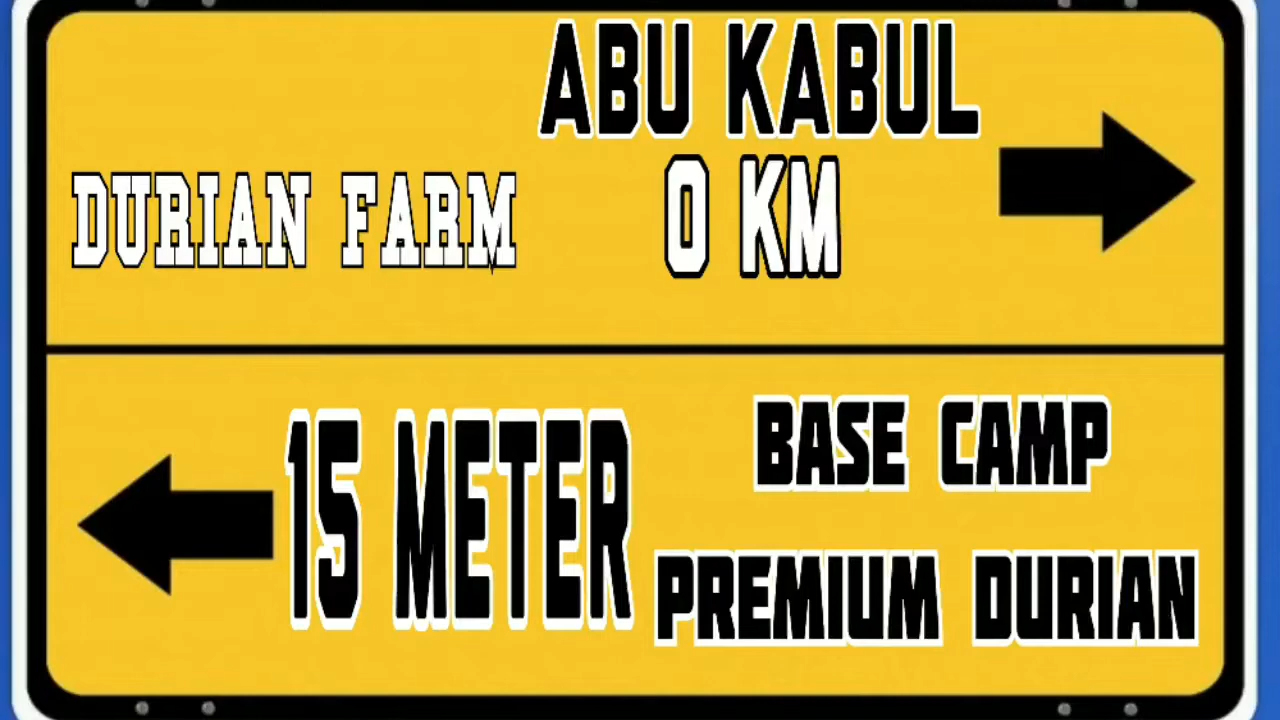 ABU KABUL
DURIAN FARM
0 KM
15 METER
BASE CAMP
PREMIUM DURIAN